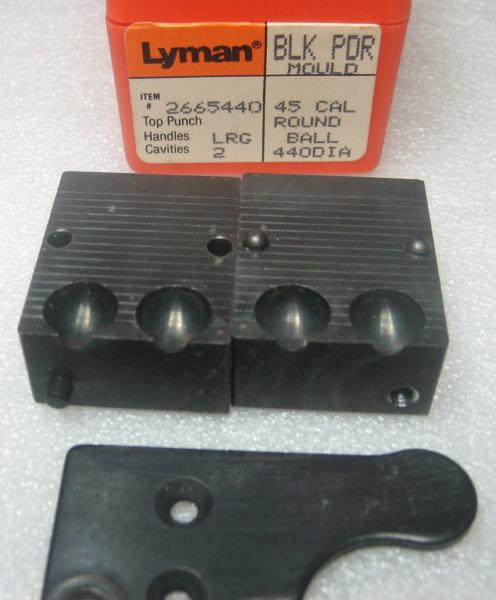 Lyman® BLK PDR
MOULD
ITEM # 2665440 45 CAL
Top Punch ROUND
Handles LRG BALL
Cavities 2 440DIA